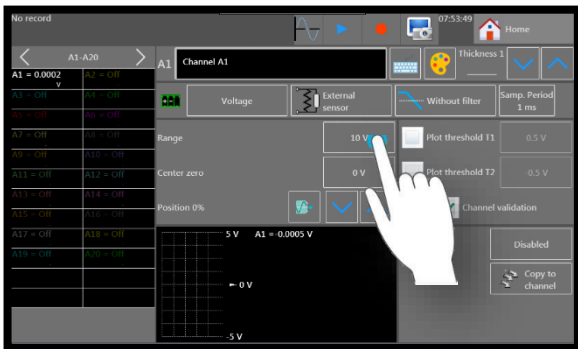 No record
07:53:49
Home
A1-A20
A1
Channel A1
Thickness 1
A1 = 0.0002
V
A2 = Off
A3 = Off
A4 = Off
A7 = Off
A8 = Off
A9 = Off
A10 = Off
A11 = Off
A12 = Off
A13 = Off
A14 = Off
A15 = Off
A16 = Off
A17 = Off
A18 = Off
A19 = Off
A20 = Off
Voltage
External
sensor
Without filter
Samp. Period
1 ms
Range
10 V
Plot threshold T1
0.5 V
Center zero
0 V
Plot threshold T2
-0.5 V
Position 0%
Channel validation
5 V
A1 = -0.0005 V
0 V
-5 V
Disabled
Copy to
channel